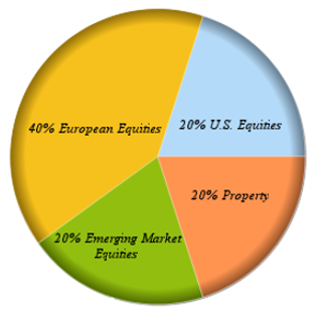 40% European Equities
20% U.S. Equities
20% Property
20% Emerging Market
Equities